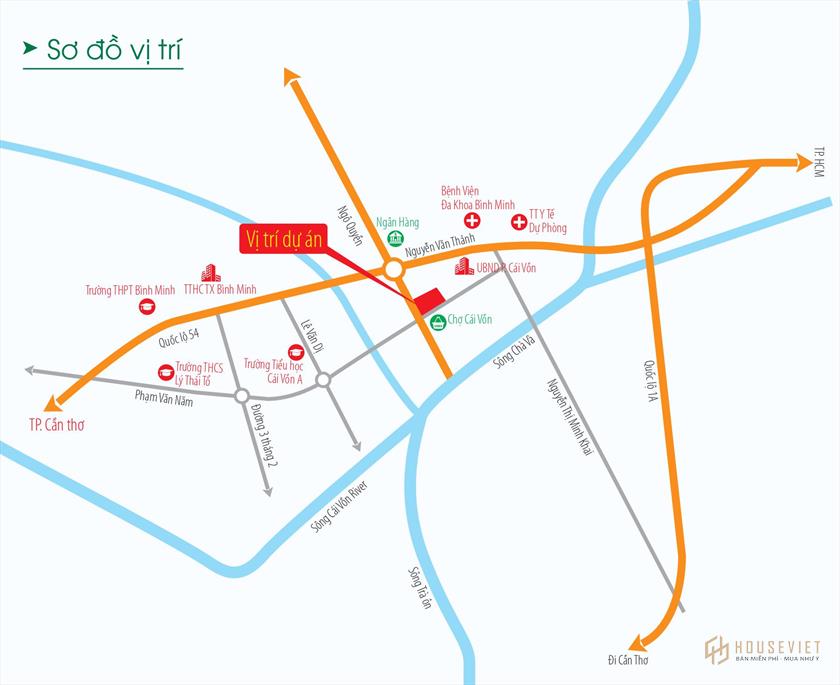 Sơ đồ vị trí
TP. HCM
Bệnh Viện
Đa Khoa Bình Minh
TT Y Tế
Dự Phòng
Ngô Quyền
Ngân Hàng
Vị trí dự án
Nguyễn Văn Thảnh
UBND P. Cái Vồn
Trường THPT Bình Minh
TTHC TX Bình Minh
Chợ Cái Vồn
Quốc lộ 54
Lê Văn Dị
Sông Chà Và
Trường THCS
Lý Thái Tổ
Trường Tiểu học
Cái Vồn A
Phạm Văn Năm
Đường 3 tháng 2
Nguyễn Thị Minh Khai
Quốc lộ 1A
TP. Cần thơ
Sông Cái Vồn River
Sông Trà ôn
Đi Cần Thơ
HOUSEVIET
BÁN MIỄN PHÍ - MUA NHƯ Ý